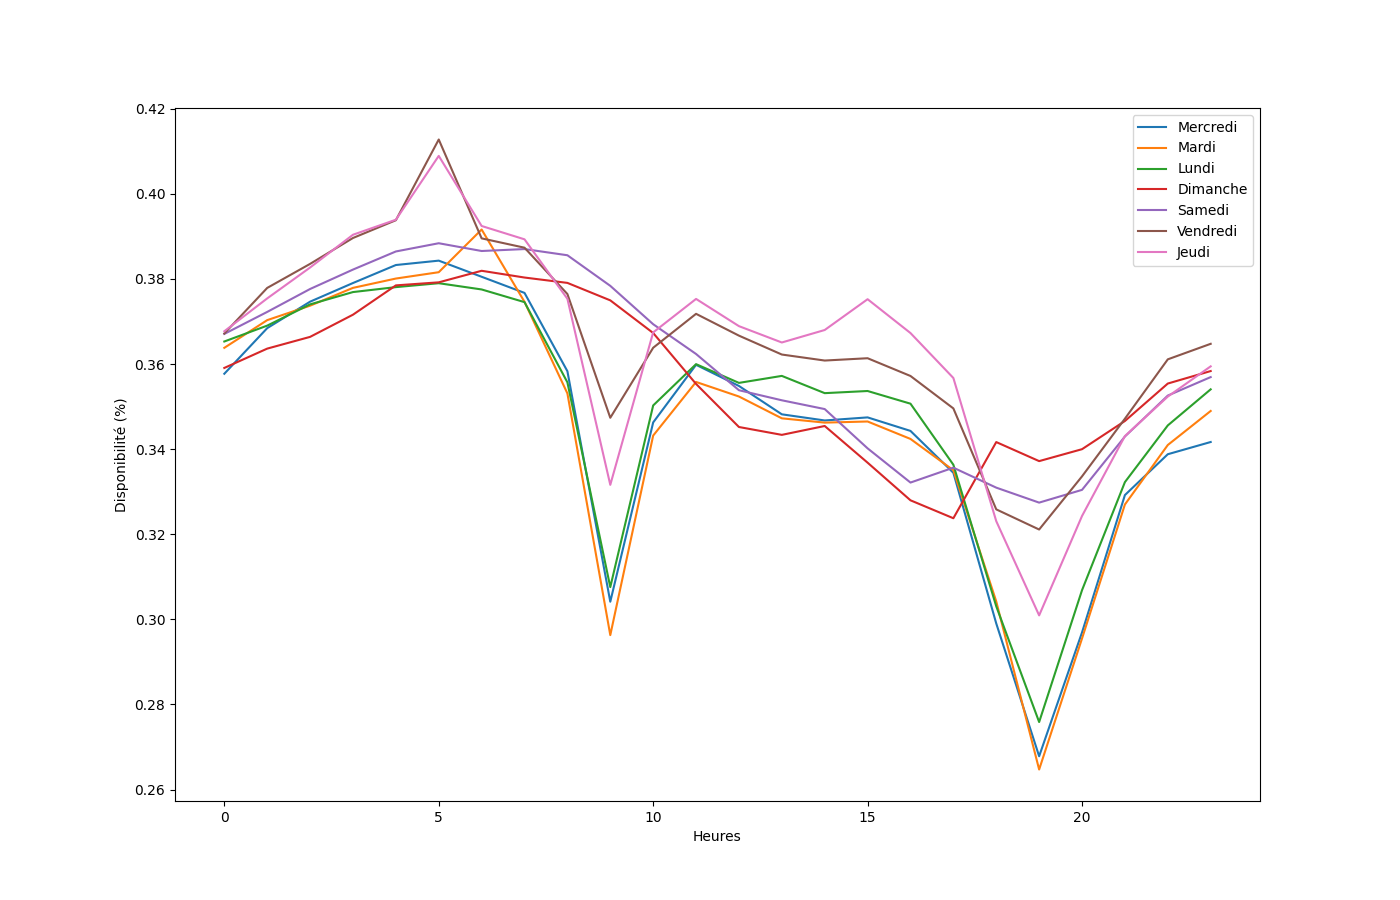 0.42
0.40
0.38
0.36
0.34
0.32
0.30
0.28
0.26
Disponibilité (%)
0 5 10 15 20
Heures
Mercredi
Mardi
Lundi
Dimanche
Samedi
Vendredi
Jeudi